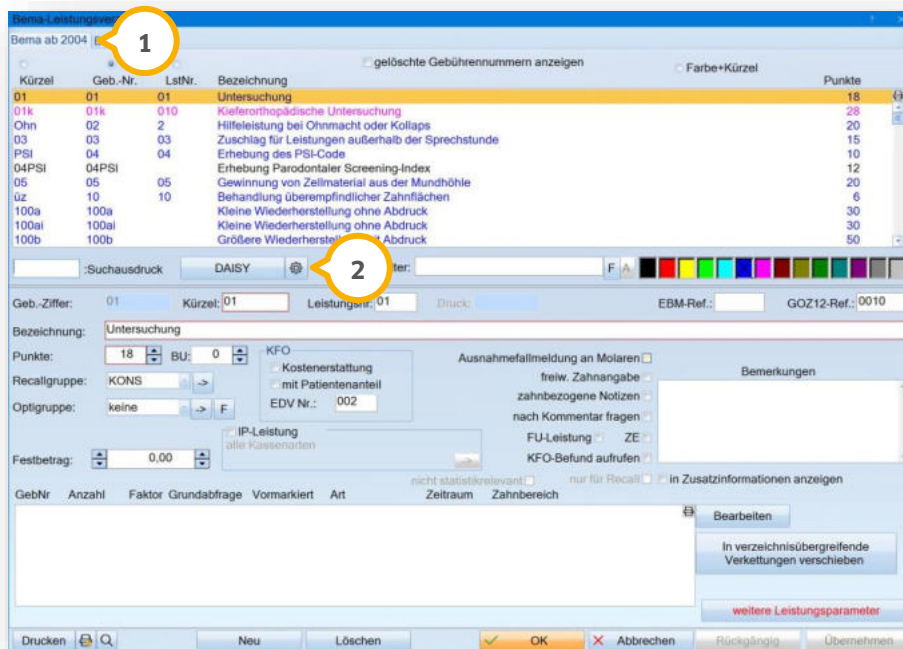 Bema-Leistungsver
Bema ab 2004
1
gelöschte Gebührennummern anzeigen
Farbe+Kürzel
Kürzel Geb.-Nr. LstNr. Bezeichnung Punkte
01 01 01 Untersuchung 18
01k 01k 010 Kieferorthopädische Untersuchung 28
Ohn 02 2 Hilfeleistung bei Ohnmacht oder Kollaps 20
03 03 03 Zuschlag für Leistungen außerhalb der Sprechstunde 15
PSI 04 04 Erhebung des PSI-Code 10
04PSI 04PSI Erhebung Parodontaler Screening-Index 12
05 05 05 Gewinnung von Zellmaterial aus der Mundhöhle 20
üz 10 10 Behandlung überempfindlicher Zahnflächen 6
100a 100a Kleine Wiederherstellung ohne Abdruck 30
100ai 100ai Kleine Wiederherstellung ohne Abdruck 30
100b 100b Größere Wiederherstellung mit Abdruck 50
:Suchausdruck DAISY 2 ter: F A
Geb.-Ziffer: 01 Kürzel: 01 Leistungsnr.: 01 Druck: EBM-Ref.: GOZ12-Ref.: 0010
Bezeichnung: Untersuchung
Punkte: 18 BU: 0 KFO
Kostenerstattung
mit Patientenanteil
EDV Nr.: 002
Recallgruppe: KONS ->
Optigruppe: keine -> F
IP-Leistung
alle Kassenarten
->
Festbetrag: 0,00
Ausnahmefallmeldung an Molaren
freiw. Zahnangabe
zahnbezogene Notizen
nach Kommentar fragen
FU-Leistung ZE
KFO-Befund aufrufen
Bemerkungen
nicht statistikrelevant nur für Recall in Zusatzinformationen anzeigen
GebNr Anzahl Faktor Grundabfrage Vormarkiert Art Zeitraum Zahnbereich
Bearbeiten
In verzeichnisübergreifende
Verkettungen verschieben
weitere Leistungsparameter
Drucken Neu Löschen OK Abbrechen Rückgängig Übernehmen